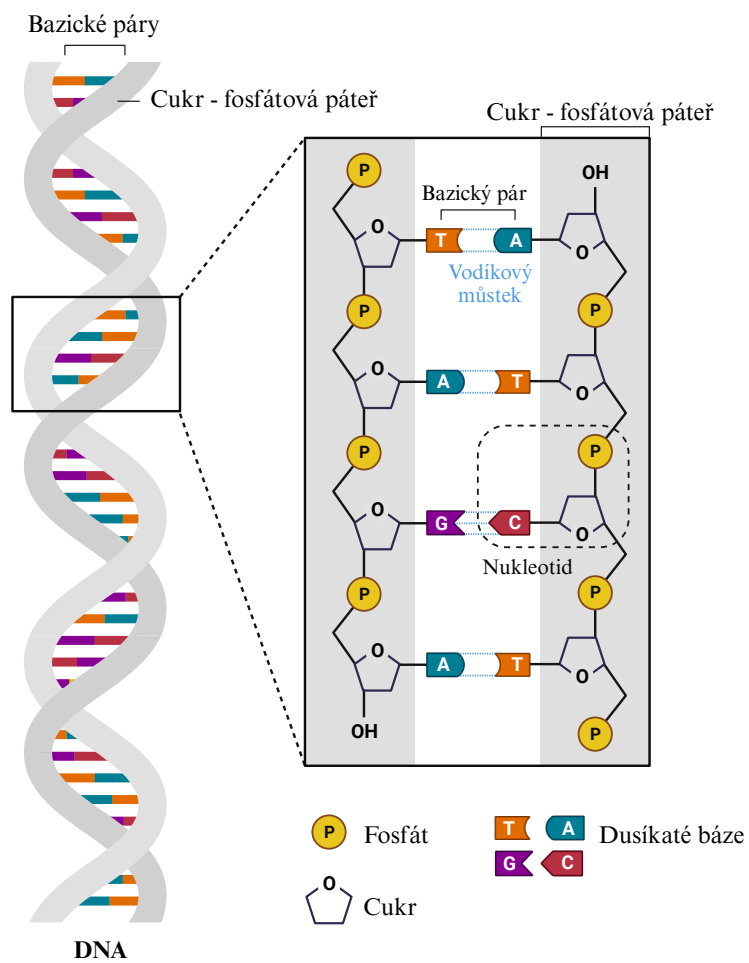 Bazické páry
Cukr - fosfátová páteř
Cukr - fosfátová páteř
P
OH
Bazický pár
O
T
A
O
Vodíkový
můstek
P
P
O
A
T
O
P
P
O
G
C
O
Nukleotid
P
P
O
A
T
O
OH
P
P
Fosfát
T
A
G
C
Dusíkaté báze
O
Cukr
DNA